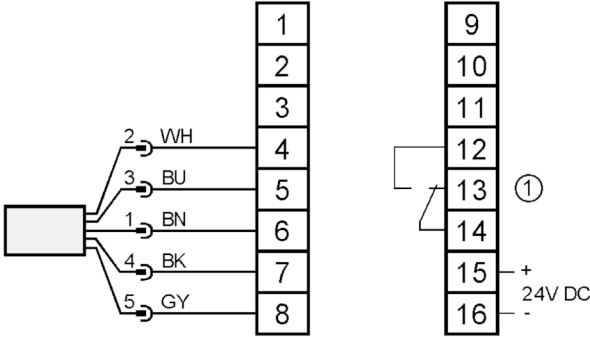 1 9
2 10
3 11
2 WH 4 12
3 BU 5 13 ①
1 BN 6 14
4 BK 7 15 +
24V DC
5 GY 8 16 -